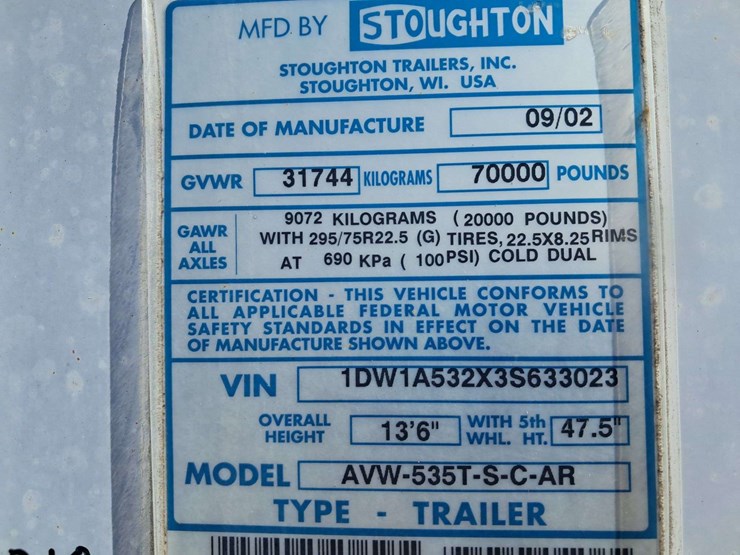 MFD. BY STOUGHTON
STOUGHTON TRAILERS, INC.
STOUGHTON, WI. USA
DATE OF MANUFACTURE 09/02
GVWR 31744 KILOGRAMS 70000 POUNDS
GAWR ALL AXLES
9072 KILOGRAMS (20000 POUNDS)
WITH 295/75R22.5 (G) TIRES, 22.5X8.25 RIMS
AT 690 KPa ( 100 PSI) COLD DUAL
CERTIFICATION - THIS VEHICLE CONFORMS TO
ALL APPLICABLE FEDERAL MOTOR VEHICLE
SAFETY STANDARDS IN EFFECT ON THE DATE
OF MANUFACTURE SHOWN ABOVE.
VIN 1DW1A532X3S633023
OVERALL HEIGHT 13'6" WITH 5th WHL. HT. 47.5"
MODEL AVW-535T-S-C-AR
TYPE - TRAILER